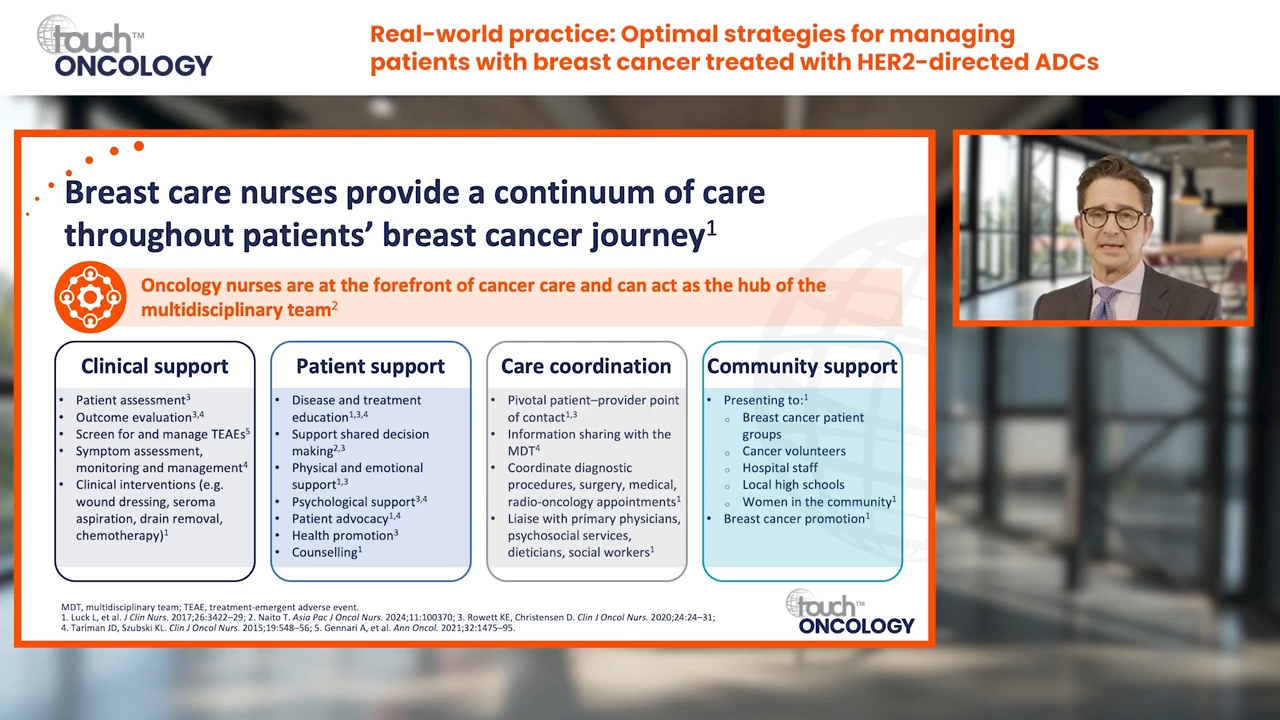 touch™
ONCOLOGY
Real-world practice: Optimal strategies for managing
patients with breast cancer treated with HER2-directed ADCs
Breast care nurses provide a continuum of care
throughout patients’ breast cancer journey1
Oncology nurses are at the forefront of cancer care and can act as the hub of the
multidisciplinary team2
Clinical support
• Patient assessment3
• Outcome evaluation3,4
• Screen for and manage TEAEs5
• Symptom assessment,
monitoring and management4
• Clinical interventions (e.g.
wound dressing, seroma
aspiration, drain removal,
chemotherapy)1
Patient support
• Disease and treatment
education1,3,4
• Support shared decision
making2,3
• Physical and emotional
support1,3
• Psychological support3,4
• Patient advocacy1,4
• Health promotion3
• Counselling1
Care coordination
• Pivotal patient–provider point
of contact1,3
• Information sharing with the
MDT4
• Coordinate diagnostic
procedures, surgery, medical,
radio-oncology appointments1
• Liaise with primary physicians,
psychosocial services,
dieticians, social workers1
Community support
• Presenting to:1
o Breast cancer patient
groups
o Cancer volunteers
o Hospital staff
o Local high schools
o Women in the community1
• Breast cancer promotion1
MDT, multidisciplinary team; TEAE, treatment-emergent adverse event.
1. Luck L, et al. J Clin Nurs. 2017;26:3422–29; 2. Naito T. Asia Pac J Oncol Nurs. 2024;11:100370; 3. Rowett KE, Christensen D. Clin J Onco Nurs. 2020;24:24–31;
4. Tariman JD, Szubski KL. Clin J Oncol Nurs. 2015;19:548–56; 5. Gennari A, et al. Ann Oncol. 2021;32:1475–95.
touch™
ONCOLOGY